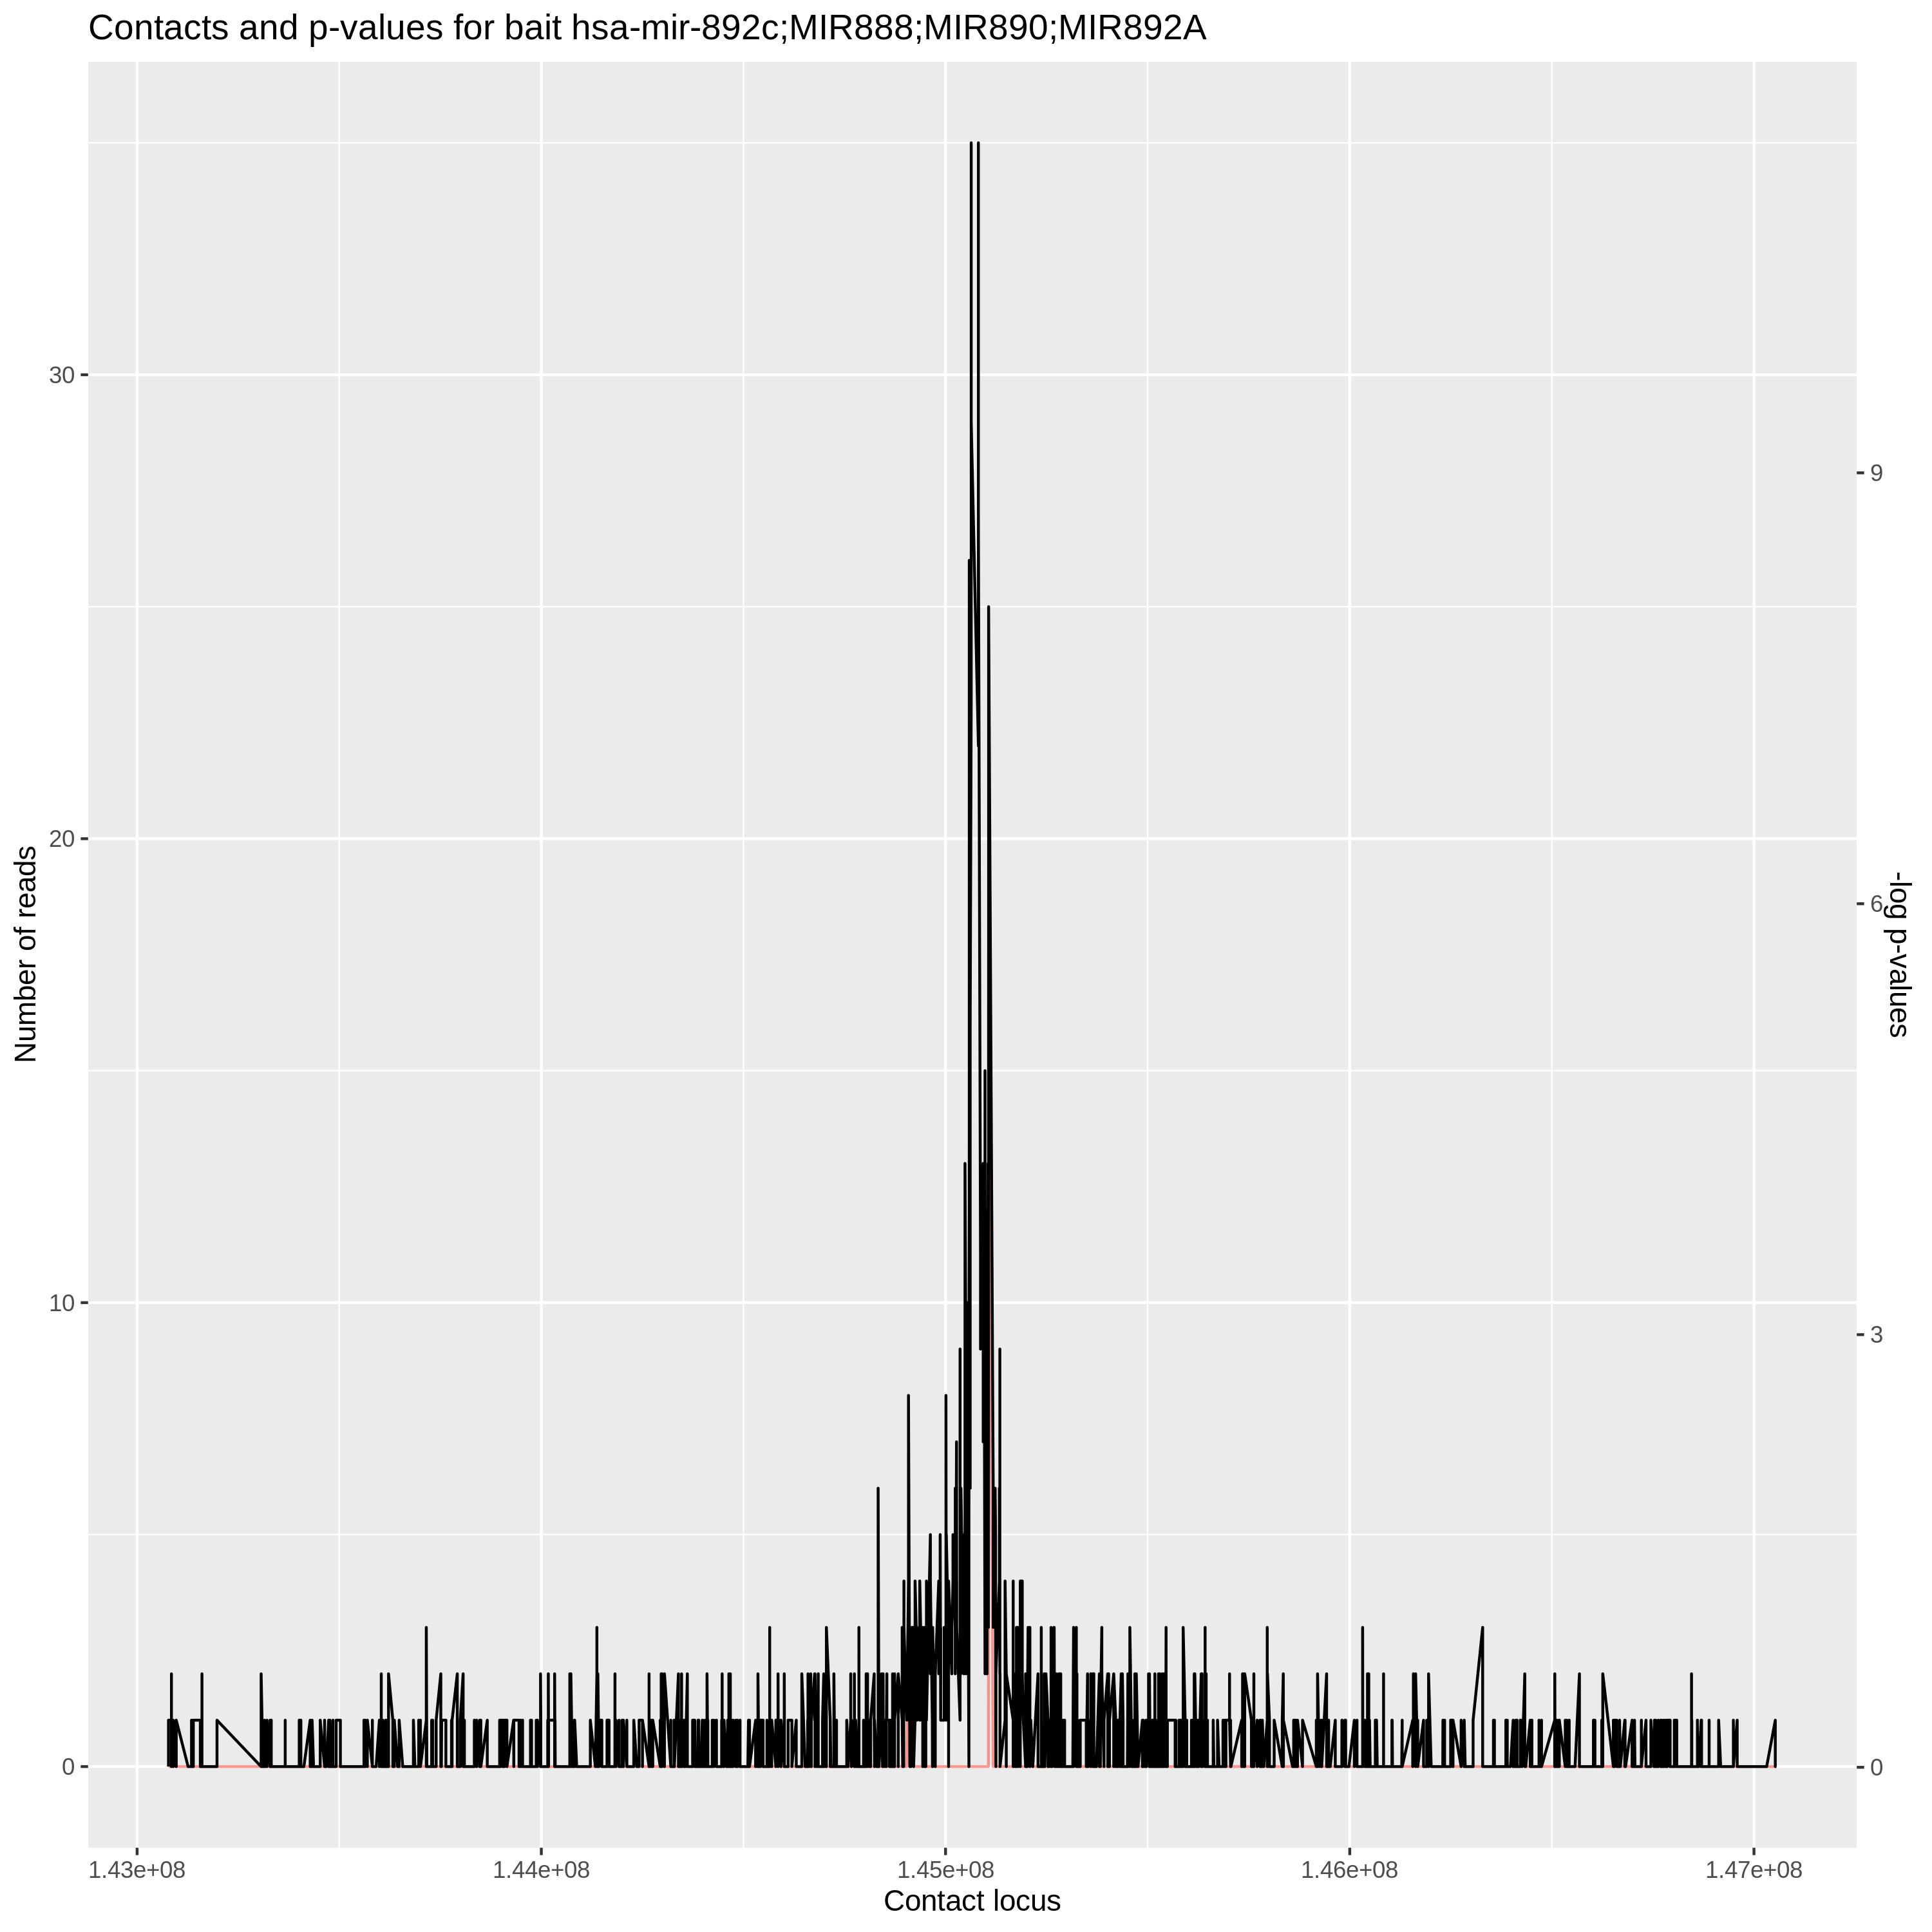 Contacts and p-values for bait hsa-mir-892c;MIR888;MIR890;MIR892A
30
20
10
0
Number of reads
9
6
3
0
-log p-values
1.43e+08
1.44e+08
1.45e+08
1.46e+08
1.47e+08
Contact locus